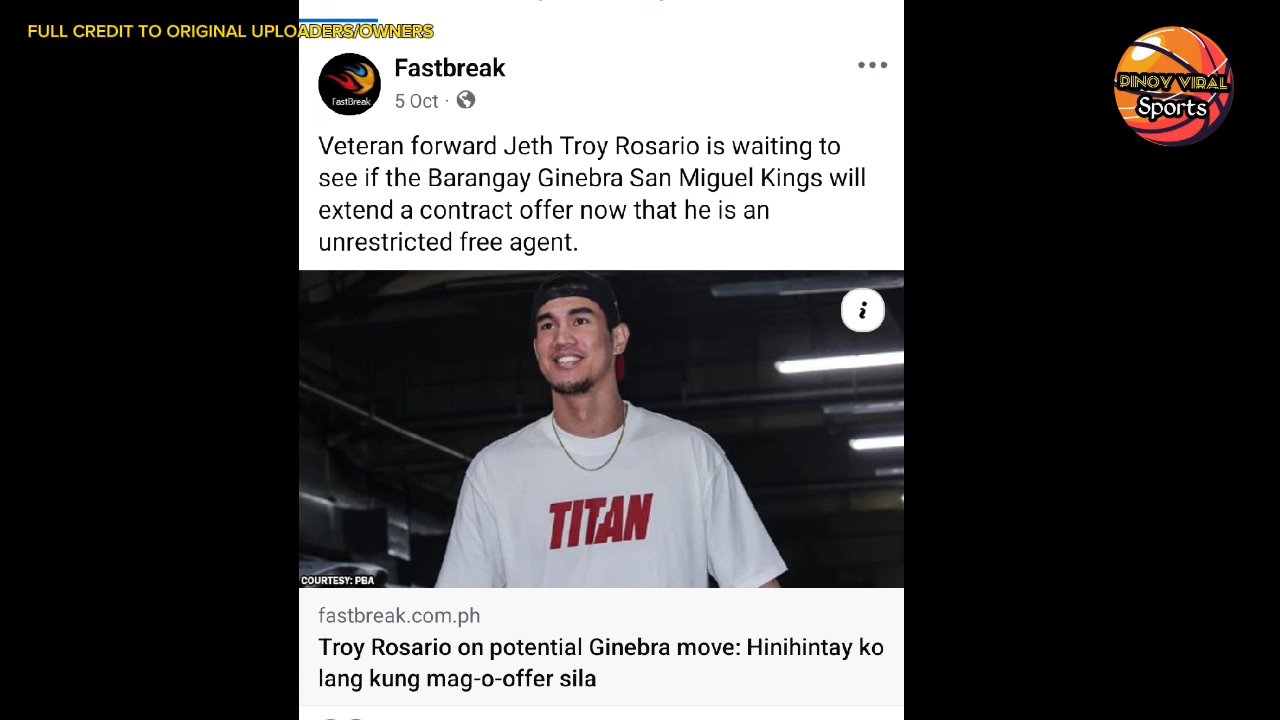 FULL CREDIT TO ORIGINAL UPLOADERS/OWNERS
Fastbreak
5 Oct ·
FastBreak
PINOY VIRAL
Sports
Veteran forward Jeth Troy Rosario is waiting to
see if the Barangay Ginebra San Miguel Kings will
extend a contract offer now that he is an
unrestricted free agent.
i
TITAN
COURTESY: PBA
fastbreak.com.ph
Troy Rosario on potential Ginebra move: Hinihintay ko
lang kung mag-o-offer sila